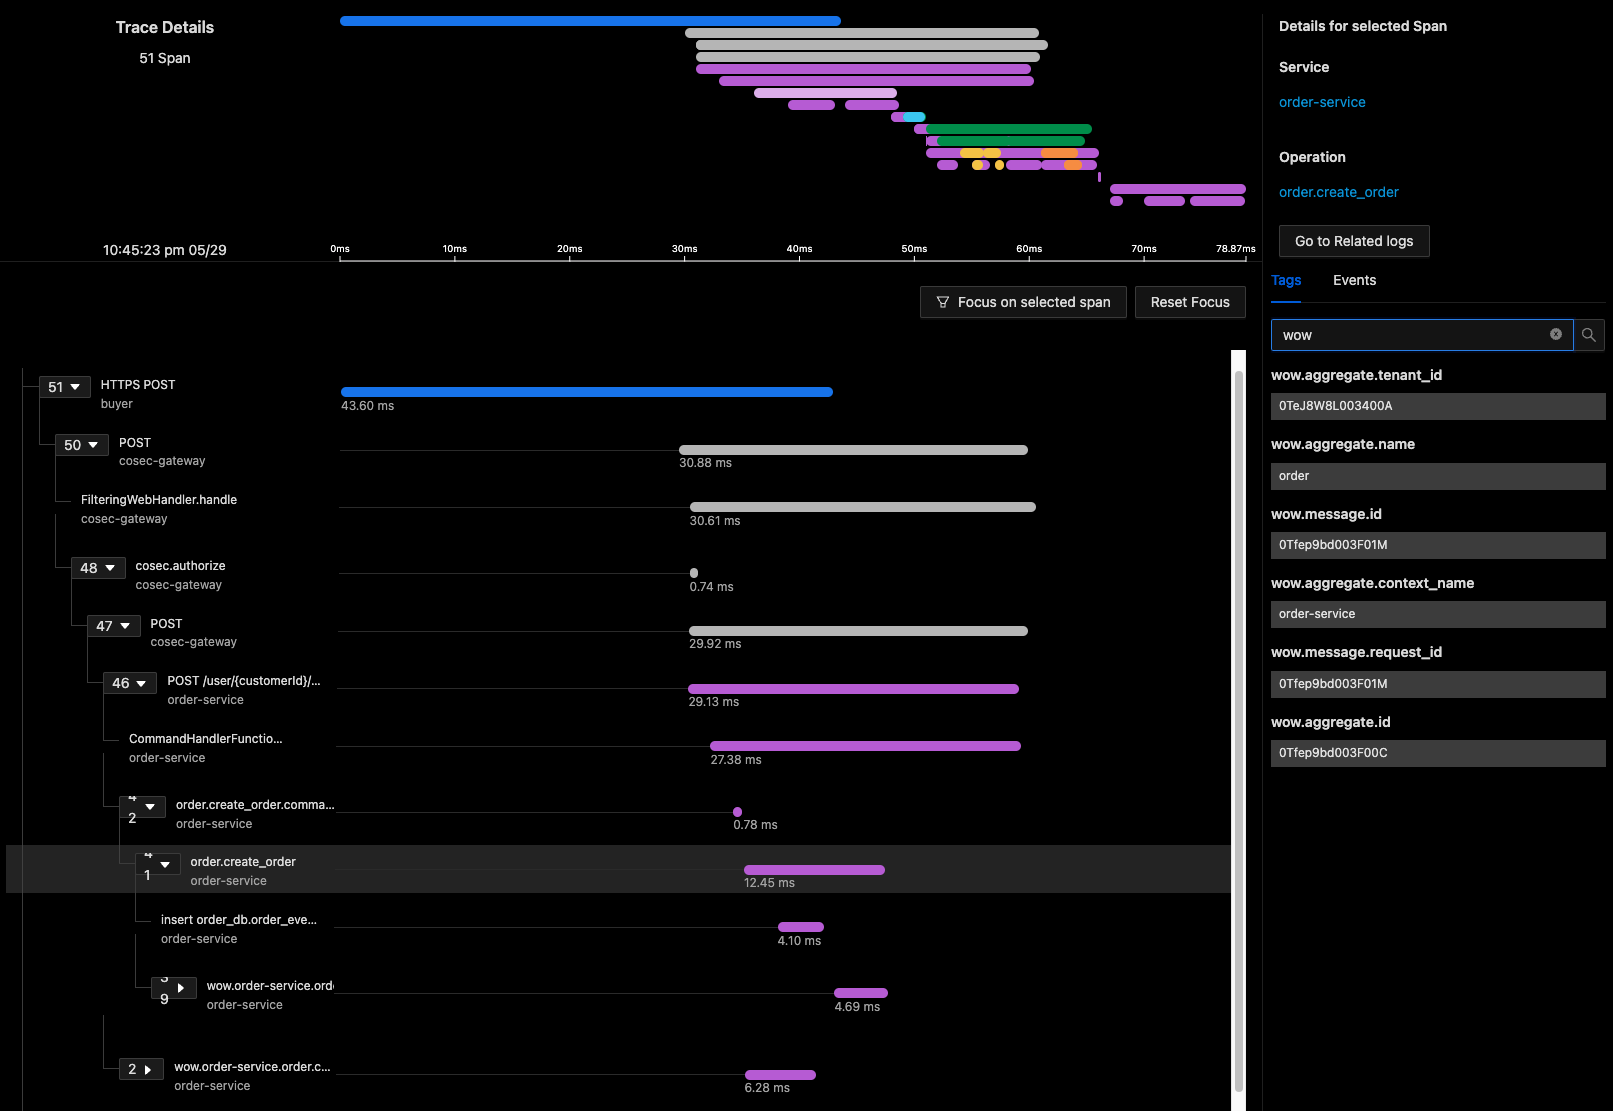 Trace Details
51 Span
10:45:23 pm 05/29
0ms 10ms 20ms 30ms 40ms 50ms 60ms 70ms 78.87ms
Focus on selected span
Reset Focus
51
HTTPS POST
buyer
43.60 ms
50
POST
cosec-gateway
30.88 ms
FilteringWebHandler.handle
cosec-gateway
30.61 ms
48
cosec.authorize
cosec-gateway
0.74 ms
47
POST
cosec-gateway
29.92 ms
46
POST /user/{customerId}/...
order-service
29.13 ms
CommandHandlerFunctio...
order-service
27.38 ms
4
2
order.create_order.comma...
order-service
0.78 ms
4
1
order.create_order
order-service
12.45 ms
insert order_db.order_eve...
order-service
4.10 ms
3
9
wow.order-service.orde
order-service
4.69 ms
2
wow.order-service.order.c...
order-service
6.28 ms
Details for selected Span
Service
order-service
Operation
order.create_order
Go to Related logs
Tags
Events
wow
wow.aggregate.tenant_id
0TeJ8W8L003400A
wow.aggregate.name
order
wow.message.id
0Tfep9bd003F01M
wow.aggregate.context_name
order-service
wow.message.request_id
0Tfep9bd003F01M
wow.aggregate.id
0Tfep9bd003F00C